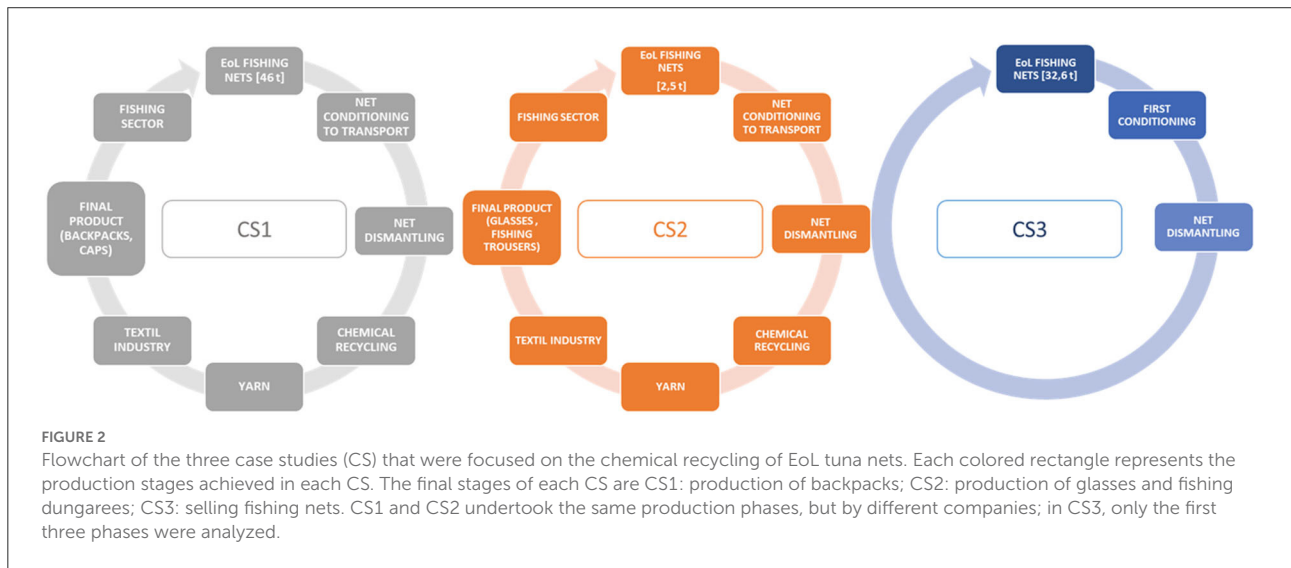 EoL FISHING
NETS [46 t]
NET
CONDITIONING
TO TRANSPORT
NET
DISMANTLING
CHEMICAL
RECYCLING
YARN
TEXTIL
INDUSTRY
FINAL
PRODUCT
(BACKPACKS,
CAPS)
FISHING
SECTOR
CS1
EoL FISHING
NETS
[2,5 t]
NET
CONDITIONING
TO TRANSPORT
NET
DISMANTLING
CHEMICAL
RECYCLING
YARN
TEXTIL INDUSTRY
FINAL PRODUCT
(GLASSES ,
FISHING
TROUSERS)
FISHING SECTOR
CS2
EoL FISHING
NETS [32,6 t]
FIRST
CONDITIONING
NET
DISMANTLING
CS3
FIGURE 2
Flowchart of the three case studies (CS) that were focused on the chemical recycling of EoL tuna nets. Each colored rectangle represents the
production stages achieved in each CS. The final stages of each CS are CS1: production of backpacks; CS2: production of glasses and fishing
dungarees; CS3: selling fishing nets. CS1 and CS2 undertook the same production phases, but by different companies; in CS3, only the first
three phases were analyzed.